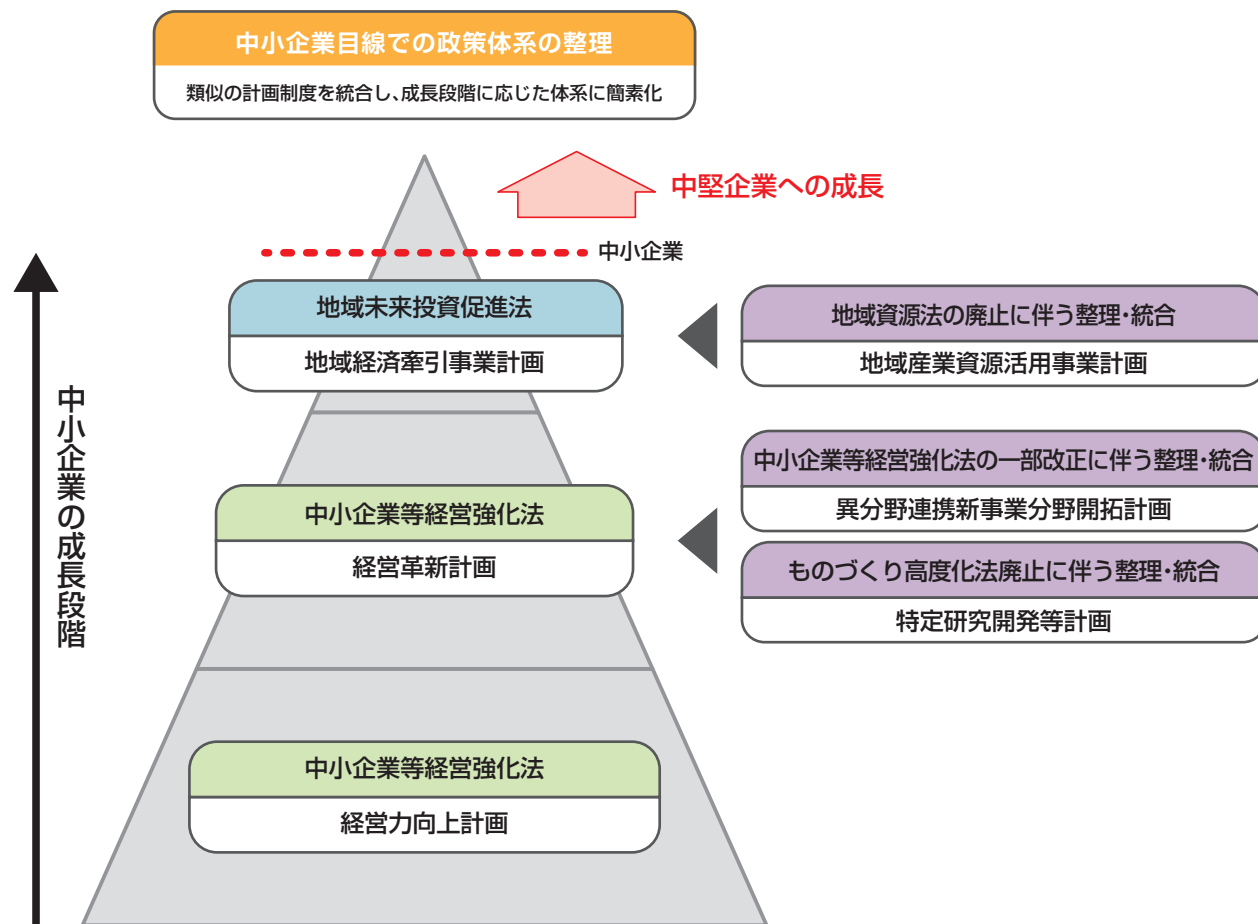 中小企業目線での政策体系の整理
類似の計画制度を統合し、成長段階に応じた体系に簡素化
中堅企業への成長
中小企業
中小企業の成長段階
地域未来投資促進法
地域経済牽引事業計画
地域資源法の廃止に伴う整理・統合
地域産業資源活用事業計画
中小企業等経営強化法
経営革新計画
中小企業等経営強化法の一部改正に伴う整理・統合
異分野連携新事業分野開拓計画
ものづくり高度化法廃止に伴う整理・統合
特定研究開発等計画
中小企業等経営強化法
経営力向上計画